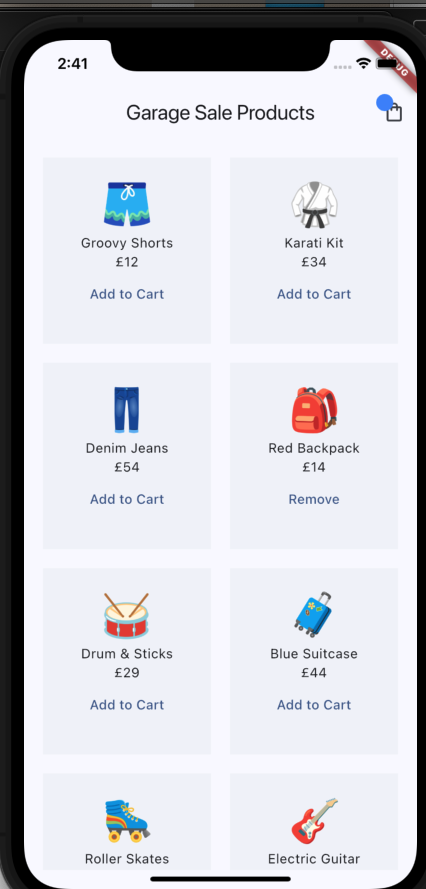 2:41
DEBUG
Garage Sale Products
Groovy Shorts
£12
Add to Cart
Karati Kit
£34
Add to Cart
Denim Jeans
£54
Add to Cart
Red Backpack
£14
Remove
Drum & Sticks
£29
Add to Cart
Blue Suitcase
£44
Add to Cart
Roller Skates
Electric Guitar